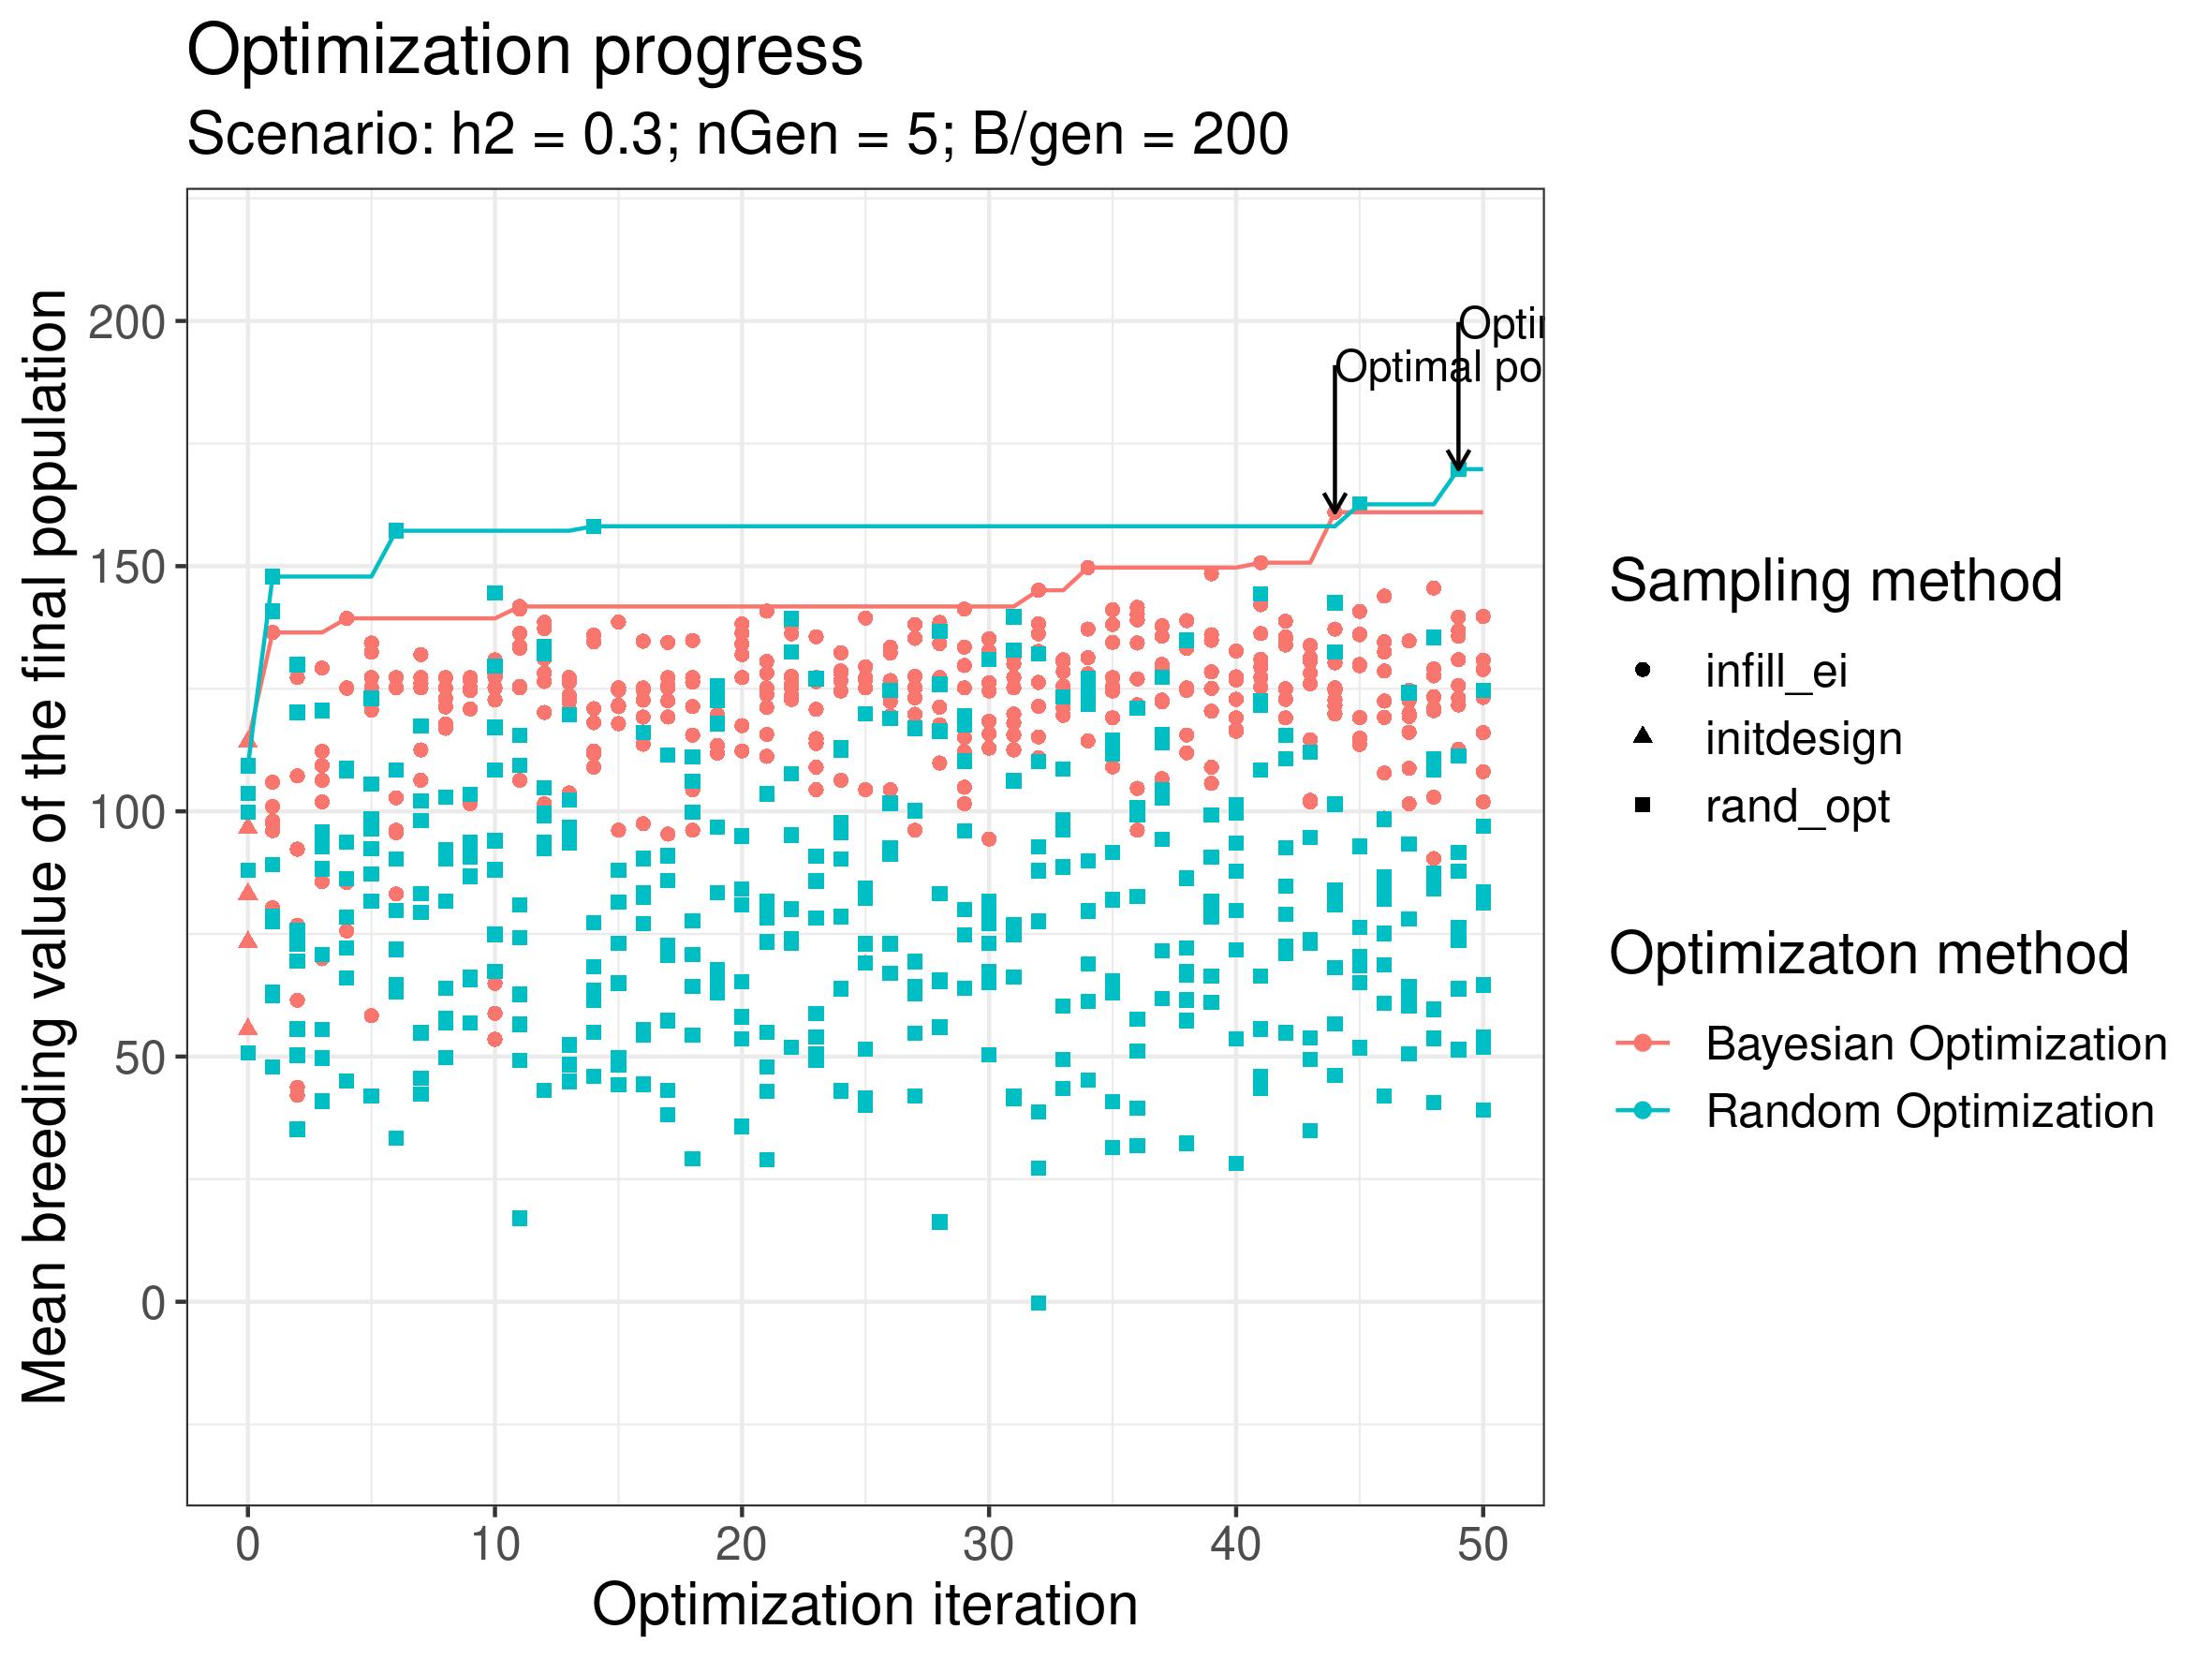 Optimization progress
Scenario: h2 = 0.3; nGen = 5; B/gen = 200
Mean breeding value of the final population
200
150
100
50
0
Optimal po
0
10
20
30
40
50
Optimization iteration
Sampling method
infill_ei
initdesign
rand_opt
Optimizaton method
Bayesian Optimization
Random Optimization